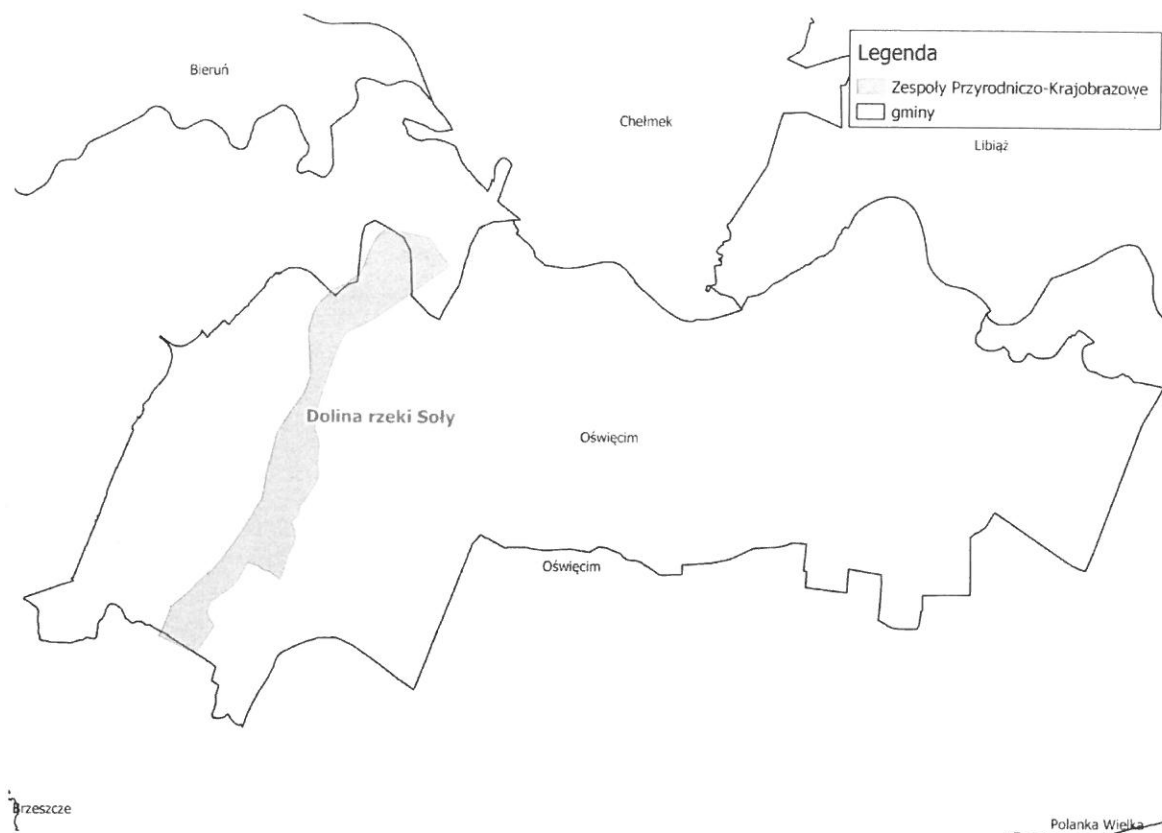 Bieruń
Chełmek
Legenda
Zespoły Przyrodniczo-Krajobrazowe
gminy
Libiąż
Dolina rzeki Soły
Oświęcim
Oświęcim
Brzeszcze
Polanka Wielka